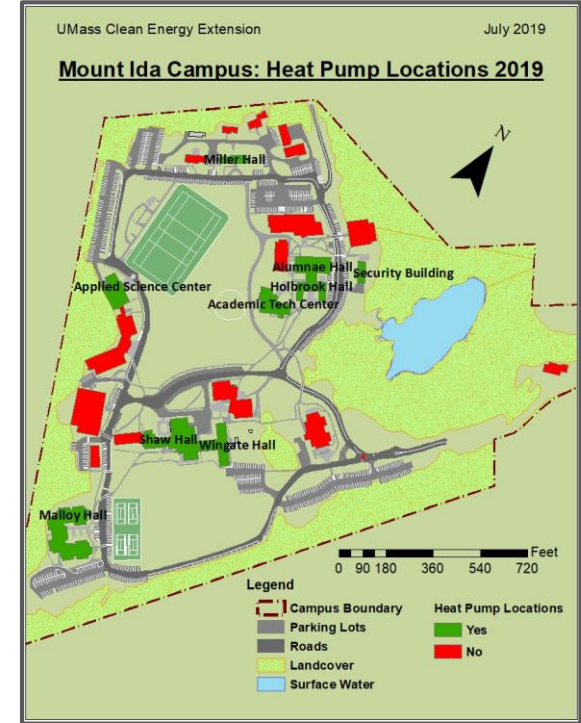 UMass Clean Energy Extension
July 2019
Mount Ida Campus: Heat Pump Locations 2019
N
Miller Hall
Alumnae Hall
Security Building
Applied Science Center
Holbrook Hall
Academic Tech Center
Shaw Hall
Wingate Hall
Malloy Hall
Feet
0 90 180 360 540 720
Legend
Campus Boundary
Parking Lots
Roads
Landcover
Surface Water
Heat Pump Locations
Yes
No